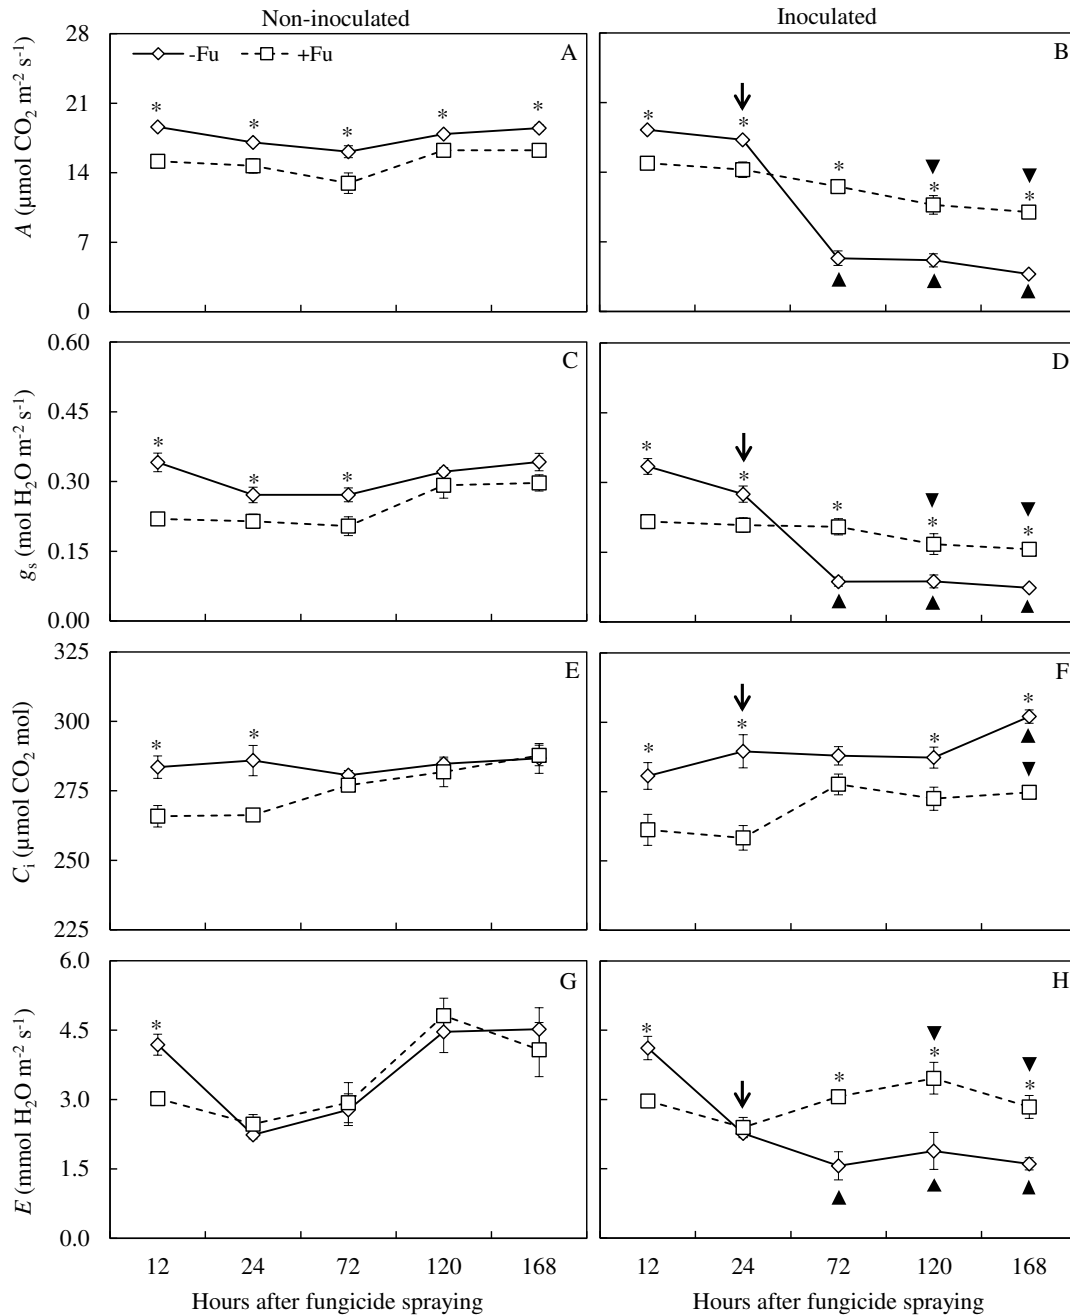 Non-inoculated
Inoculated
A (µmol CO2 m-2 s-1)
28
21
14
7
0
-Fu
+Fu
A
* * * * *
B
* * * * *
gs (mol H2O m-2 s-1)
0.60
0.45
0.30
0.15
0.00
C
* * *
D
* * * * *
Ci (µmol CO2 mol)
325
300
275
250
225
E
* *
F
* * * *
E (mmol H2O m-2 s-1)
6.0
4.5
3.0
1.5
0.0
G
*
H
* * * *
12 24 72 120 168
12 24 72 120 168
Hours after fungicide spraying
Hours after fungicide spraying